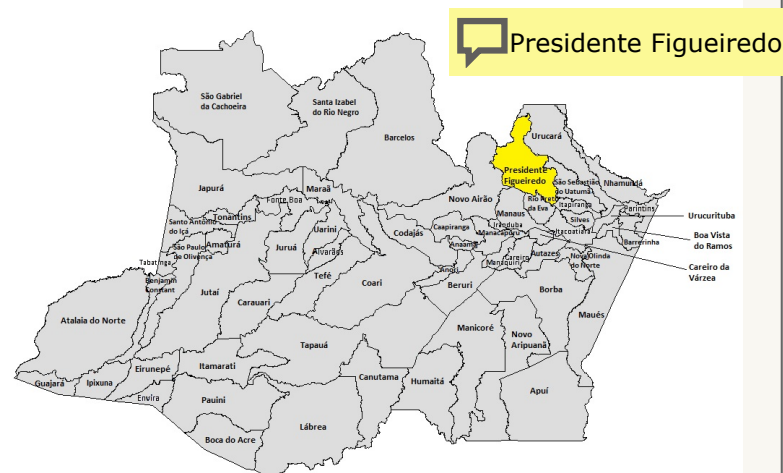 Presidente Figueiredo
São Gabriel
da Cachoeira
Santa Izabel
do Rio Negro
Barcelos
Urucará
Presidente
Figueiredo
São Sebastião
do Uatumã
Nhamundá
Japurá
Maraã
Fonte Boa
Novo Airão
Rio Preto
da Eva
Itapiranga
Parintins
Tonantins
Santo Antônio
do Içá
Manaus
Silves
Urucurituba
Uarini
Codajás
Caapiranga
Iranduba
Manacapuru
Itacoatiara
Boa Vista
do Ramos
Barrerinha
São Paulo
de Olivença
Amaturá
Juruá
Alvarães
Anamã
Careiro
Autazes
Nova Olinda
do Norte
Careiro da
Várzea
Tabatinga
Tefé
Anori
Manaquiri
Benjamin
Constant
Jutaí
Carauari
Coari
Beruri
Borba
Maués
Atalaia do Norte
Tapauá
Manicoré
Novo
Aripuanã
Eirunepé
Itamarati
Canutama
Humaitá
Apuí
Guajará
Ipixuna
Envira
Pauini
Lábrea
Boca do Acre